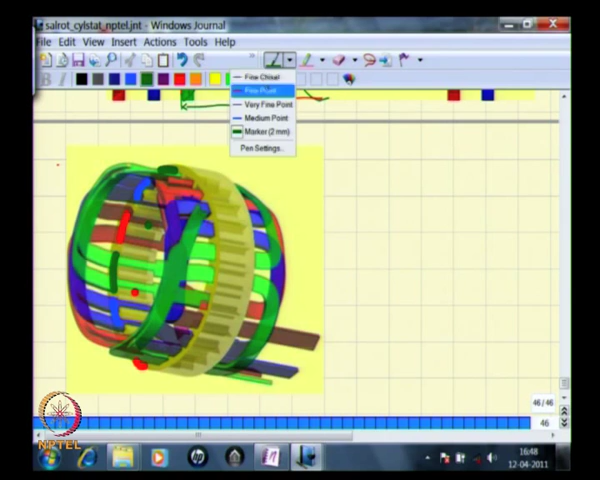 salrot_cylstat_nptel.jnt - Windows Journal
File Edit View Insert Actions Tools Help
B I
Fine Chisel
Fine Point
Very Fine Point
Medium Point
Marker (2 mm)
Pen Settings...
46 / 46
46
NPTEL
hp
16:48
12-04-2011